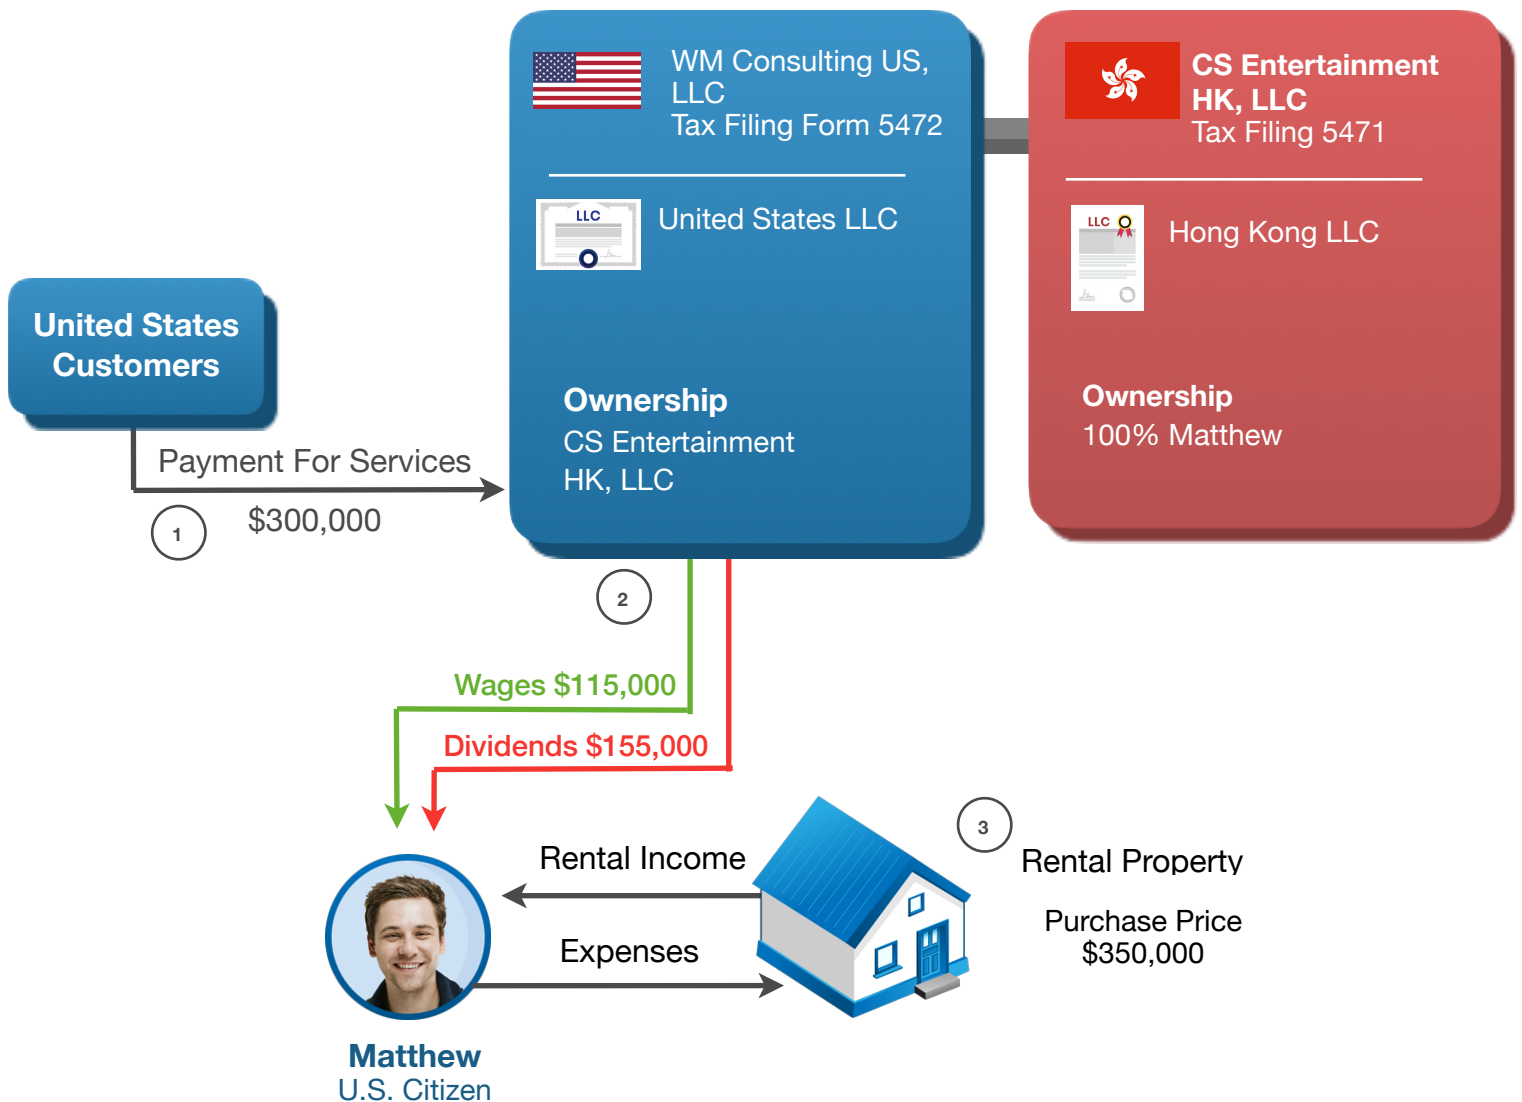 WM Consulting US,
LLC
Tax Filing Form 5472
LLC
United States LLC
Ownership
CS Entertainment
HK, LLC
CS Entertainment
HK, LLC
Tax Filing 5471
LLC
Hong Kong LLC
Ownership
100% Matthew
United States
Customers
Payment For Services
1
$300,000
2
Wages $115,000
Dividends $155,000
Rental Income
Expenses
3
Rental Property
Purchase Price
$350,000
Matthew
U.S. Citizen